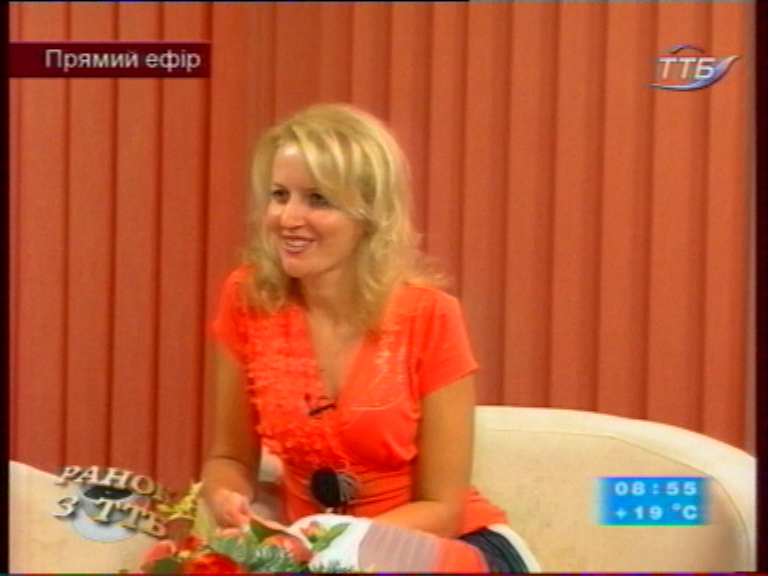 Прямий ефір
ТТБ
РАНОК
З ТТБ
08:55
+19 °C